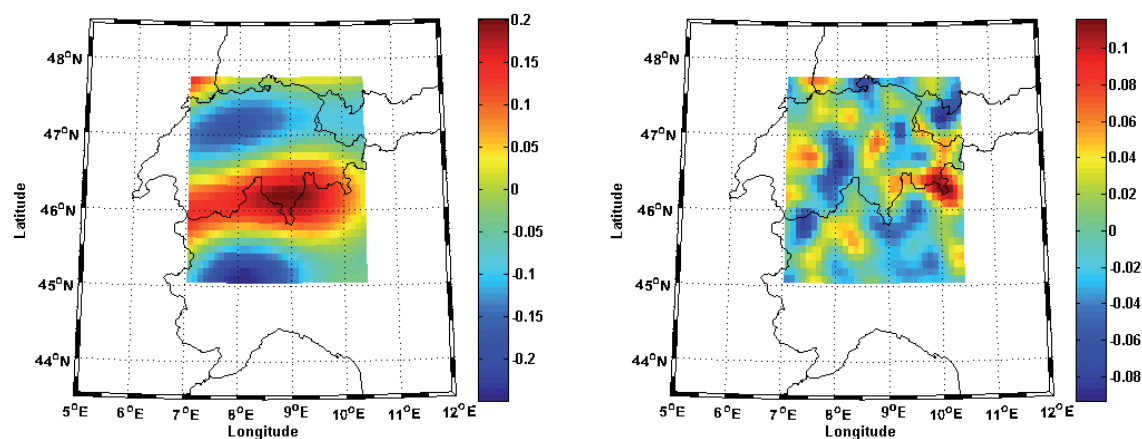 48°N
47°N
46°N
45°N
44°N
Latitude
5°E
6°E
7°E
8°E
9°E
10°E
11°E
12°E
Longitude
0.2
0.15
0.1
0.05
0
-0.05
-0.1
-0.15
-0.2
48°N
47°N
46°N
45°N
44°N
Latitude
5°E
6°E
7°E
8°E
9°E
10°E
11°E
12°E
Longitude
0.1
0.08
0.06
0.04
0.02
0
-0.02
-0.04
-0.06
-0.08